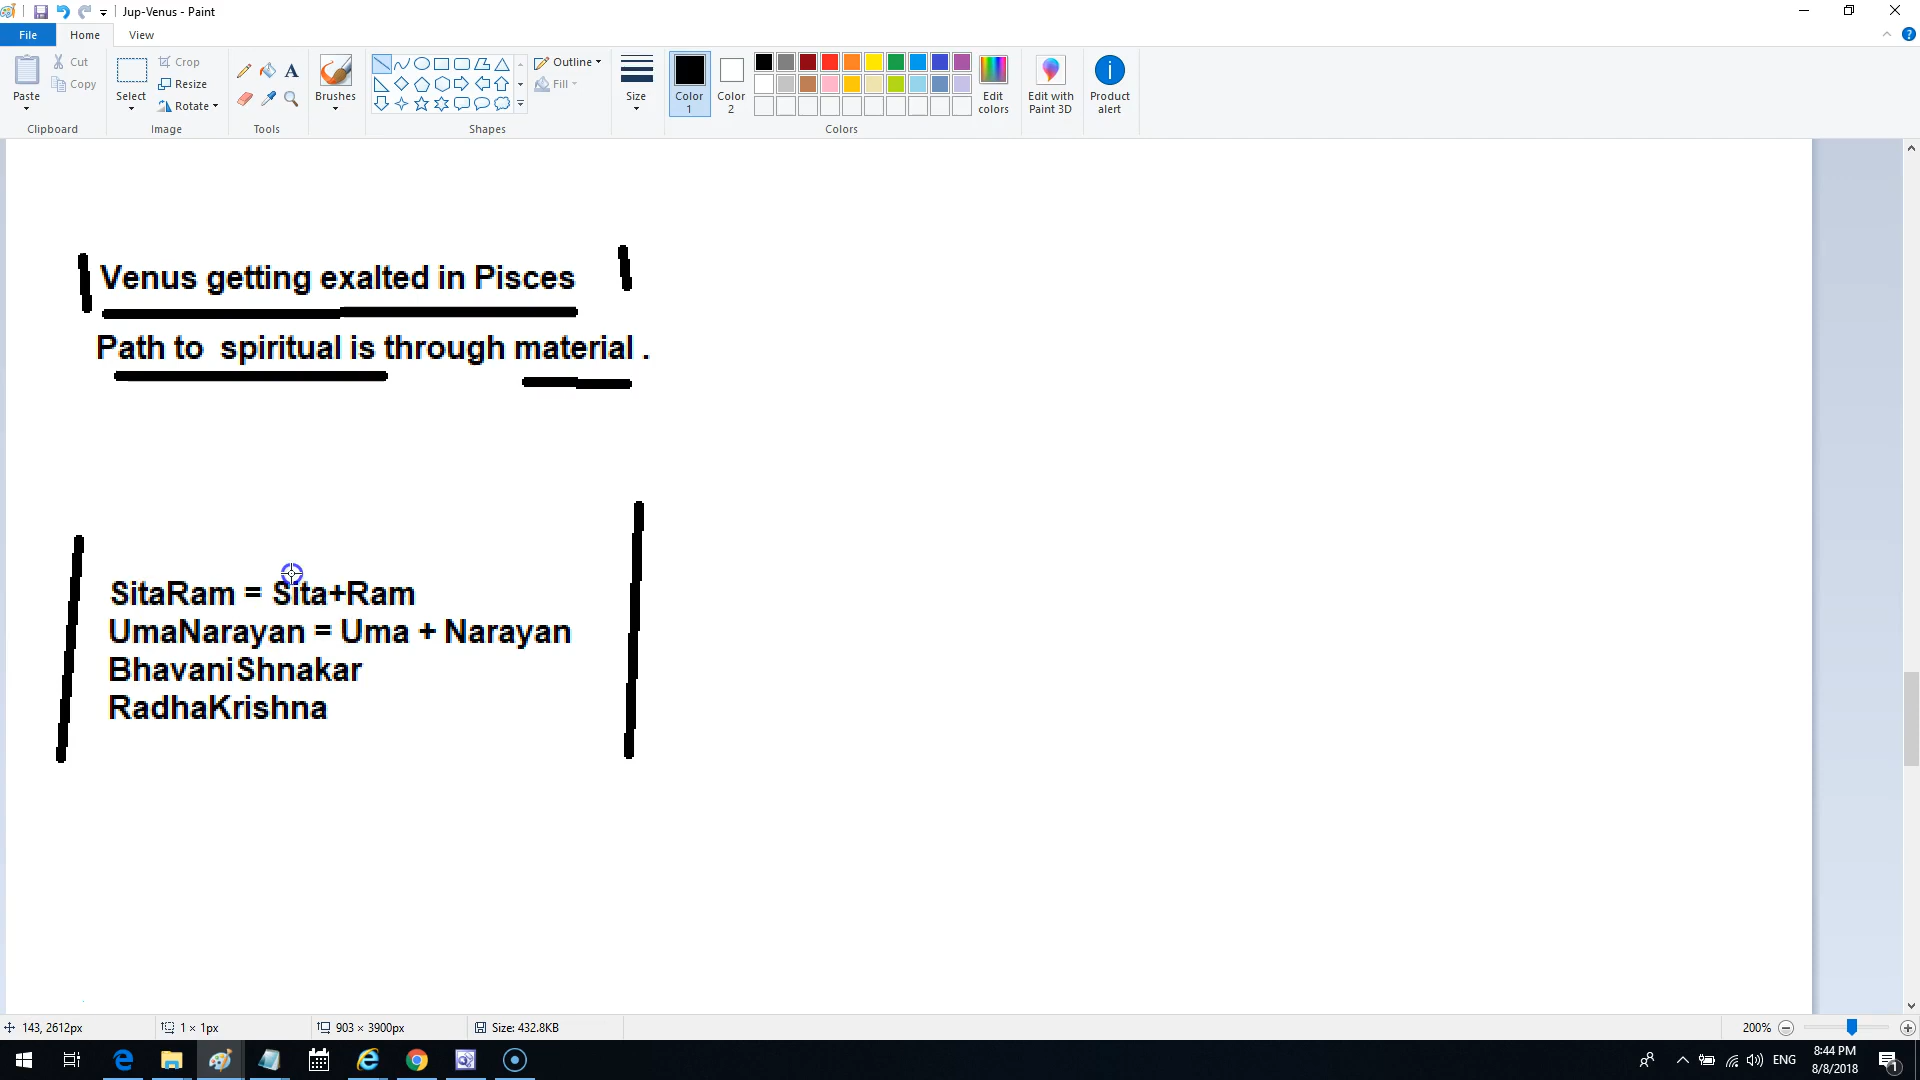 Jup-Venus - Paint
File Home View
Paste Cut Copy Clipboard
Select Crop Resize Rotate Image
Tools
Brushes
Shapes
Outline Fill
Size
Color 1 Color 2 Colors
Edit colors
Edit with Paint 3D
Product alert
Venus getting exalted in Pisces
Path to spiritual is through material .
SitaRam = Sita+Ram
UmaNarayan = Uma + Narayan
BhavaniShnakar
RadhaKrishna
143, 2612px 1 × 1px 903 × 3900px Size: 432.8KB 200%
ENG 8:44 PM
8/8/2018 1